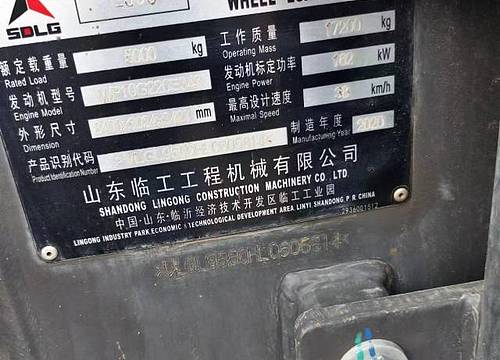 SDLG
WHEEL
额定载重量 kg 工作质量 17200 kg
Rated Load Operating Mass
发动机型号 发动机标定功率 162 kW
Engine Model Engine Power
外形尺寸 mm 最高设计速度 km/h
Dimension Maximal Speed
产品识别代码 制造年度
Product Identification Number Manufacturing Year
山东临工工程机械有限公司
SHANDONG LINGONG CONSTRUCTION MACHINERY CO., LTD.
中国·山东·临沂经济技术开发区临工工业园
LINGONG INDUSTRY PARK ECONOMIC & TECHNOLOGICAL DEVELOPMENT AREA, LINYI SHANDONG, P R CHINA
2936001512